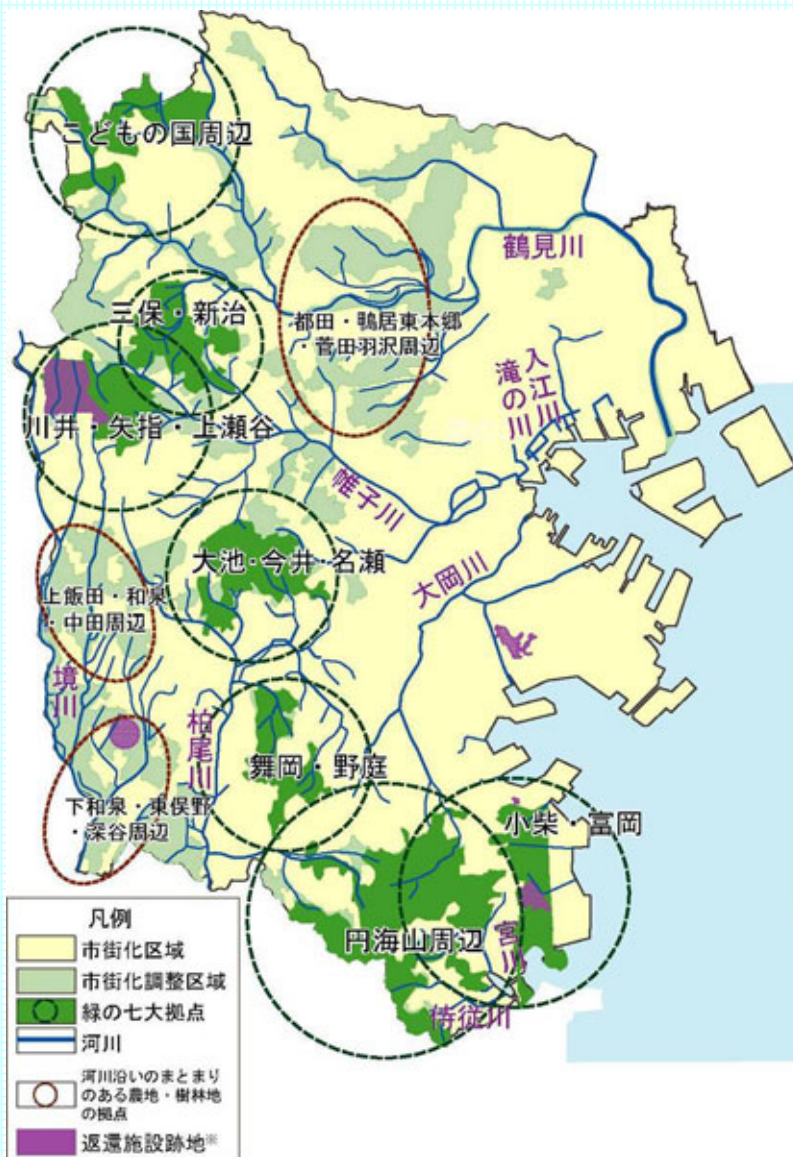 こどもの国周辺
鶴見川
三保・新治
都田・鴨居東本郷
・菅田羽沢周辺
入江川
滝の川
川井・矢指・上瀬谷
帷子川
大池・今井・名瀬
大岡川
上飯田・和泉
・中田周辺
境川
柏尾川
舞岡・野庭
下和泉・東俣野
・深谷周辺
小柴・富岡
円海山周辺
宮川
侍従川
凡例
市街化区域
市街化調整区域
緑の七大拠点
河川
河川沿いのまとまり
のある農地・樹林地
の拠点
返還施設跡地※